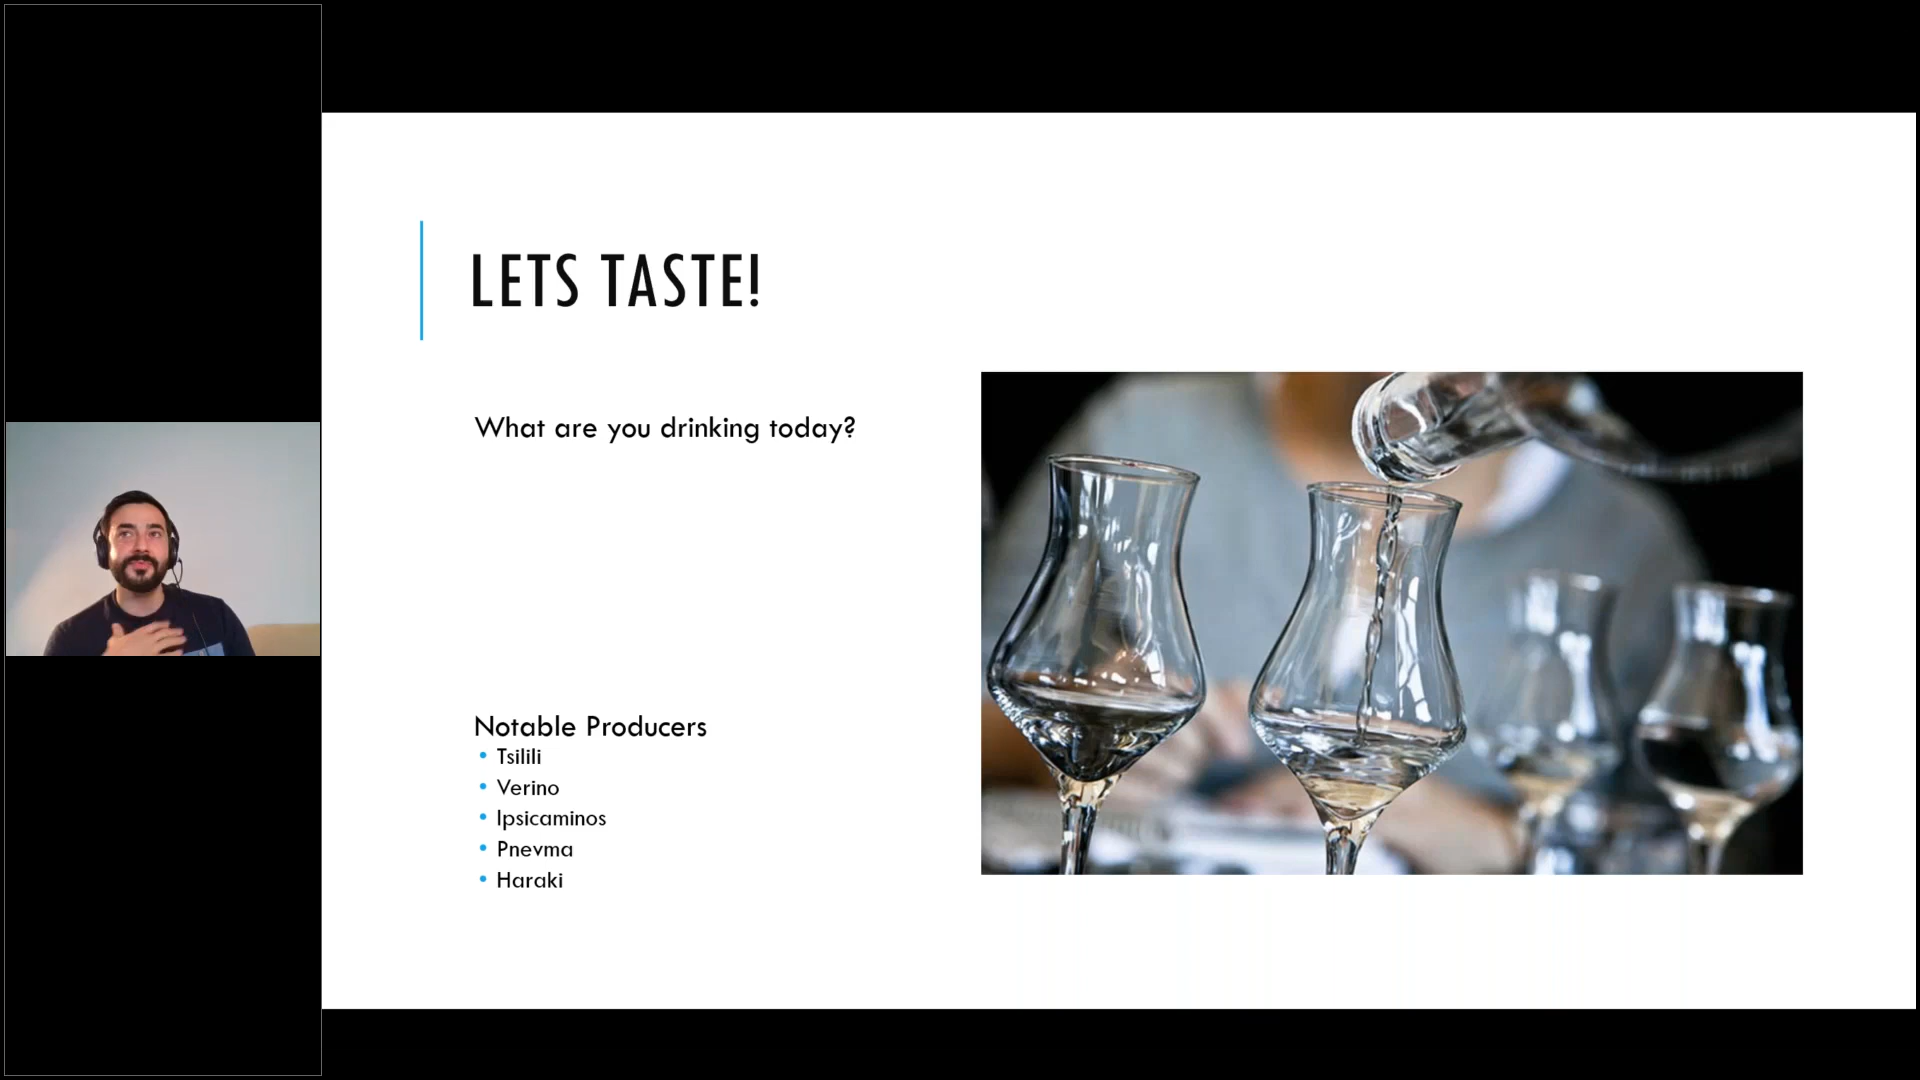 LETS TASTE!
What are you drinking today?
Notable Producers
• Tsilili
• Verino
• Ipsicaminos
• Pnevma
• Haraki